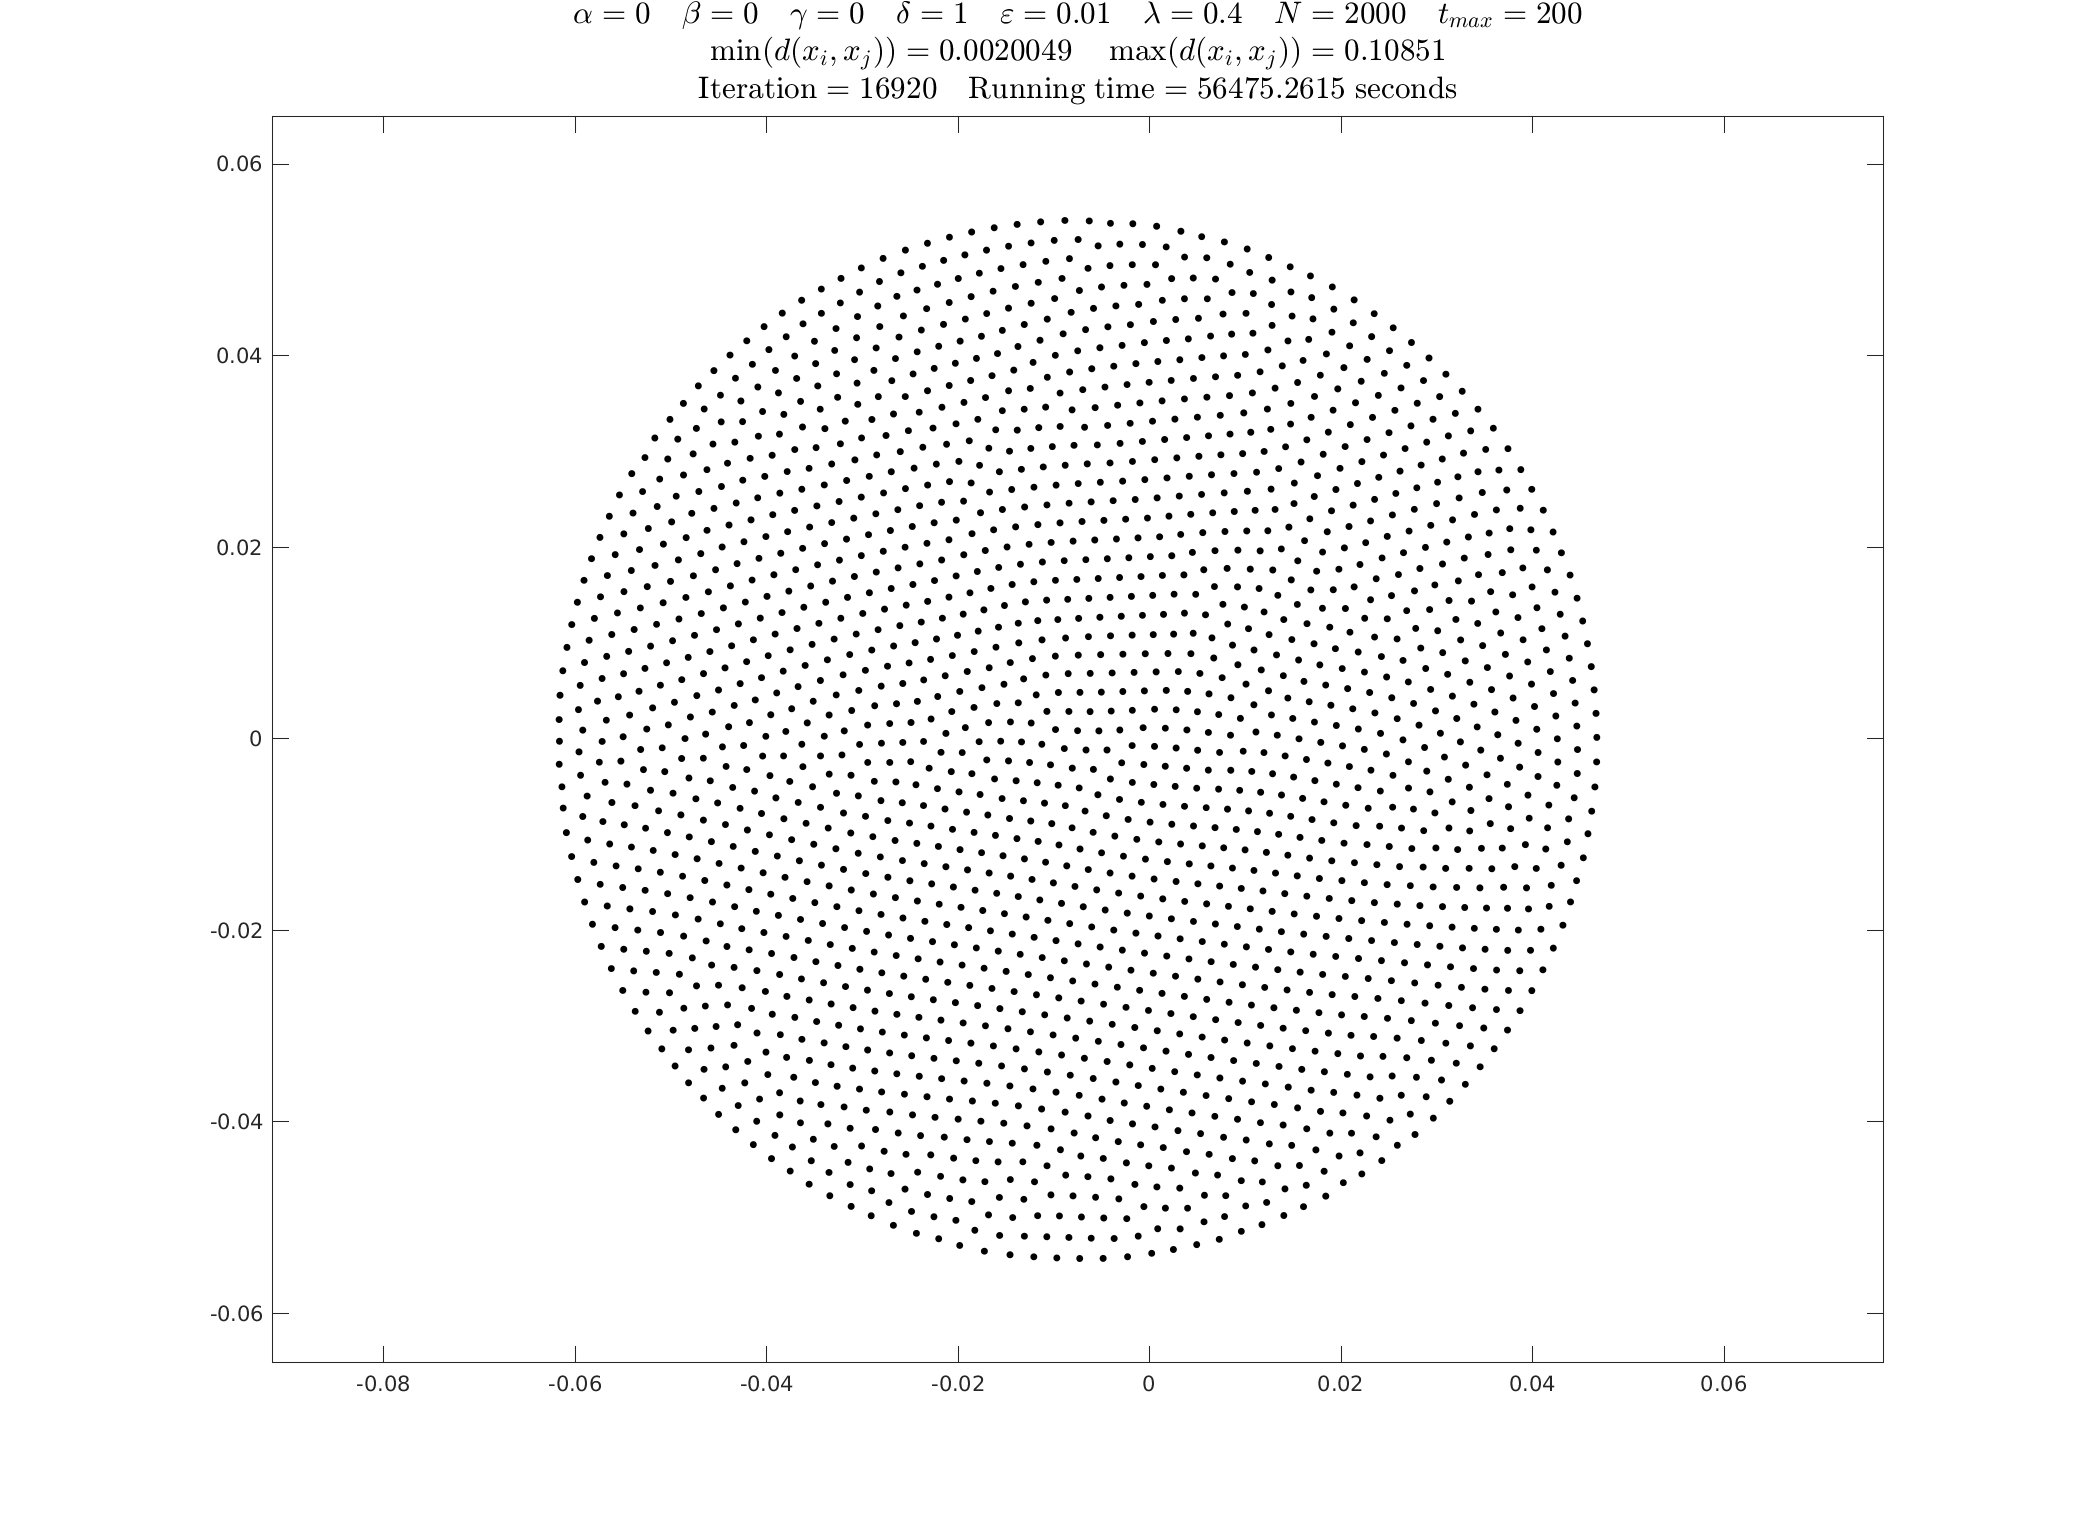 α = 0 β = 0 γ = 0 δ = 1 ε = 0.01 λ = 0.4 N = 2000 t_max = 200
min(d(x_i, x_j)) = 0.0020049 max(d(x_i, x_j)) = 0.10851
Iteration = 16920 Running time = 56475.2615 seconds
0.06
0.04
0.02
0
-0.02
-0.04
-0.06
-0.08 -0.06 -0.04 -0.02 0 0.02 0.04 0.06